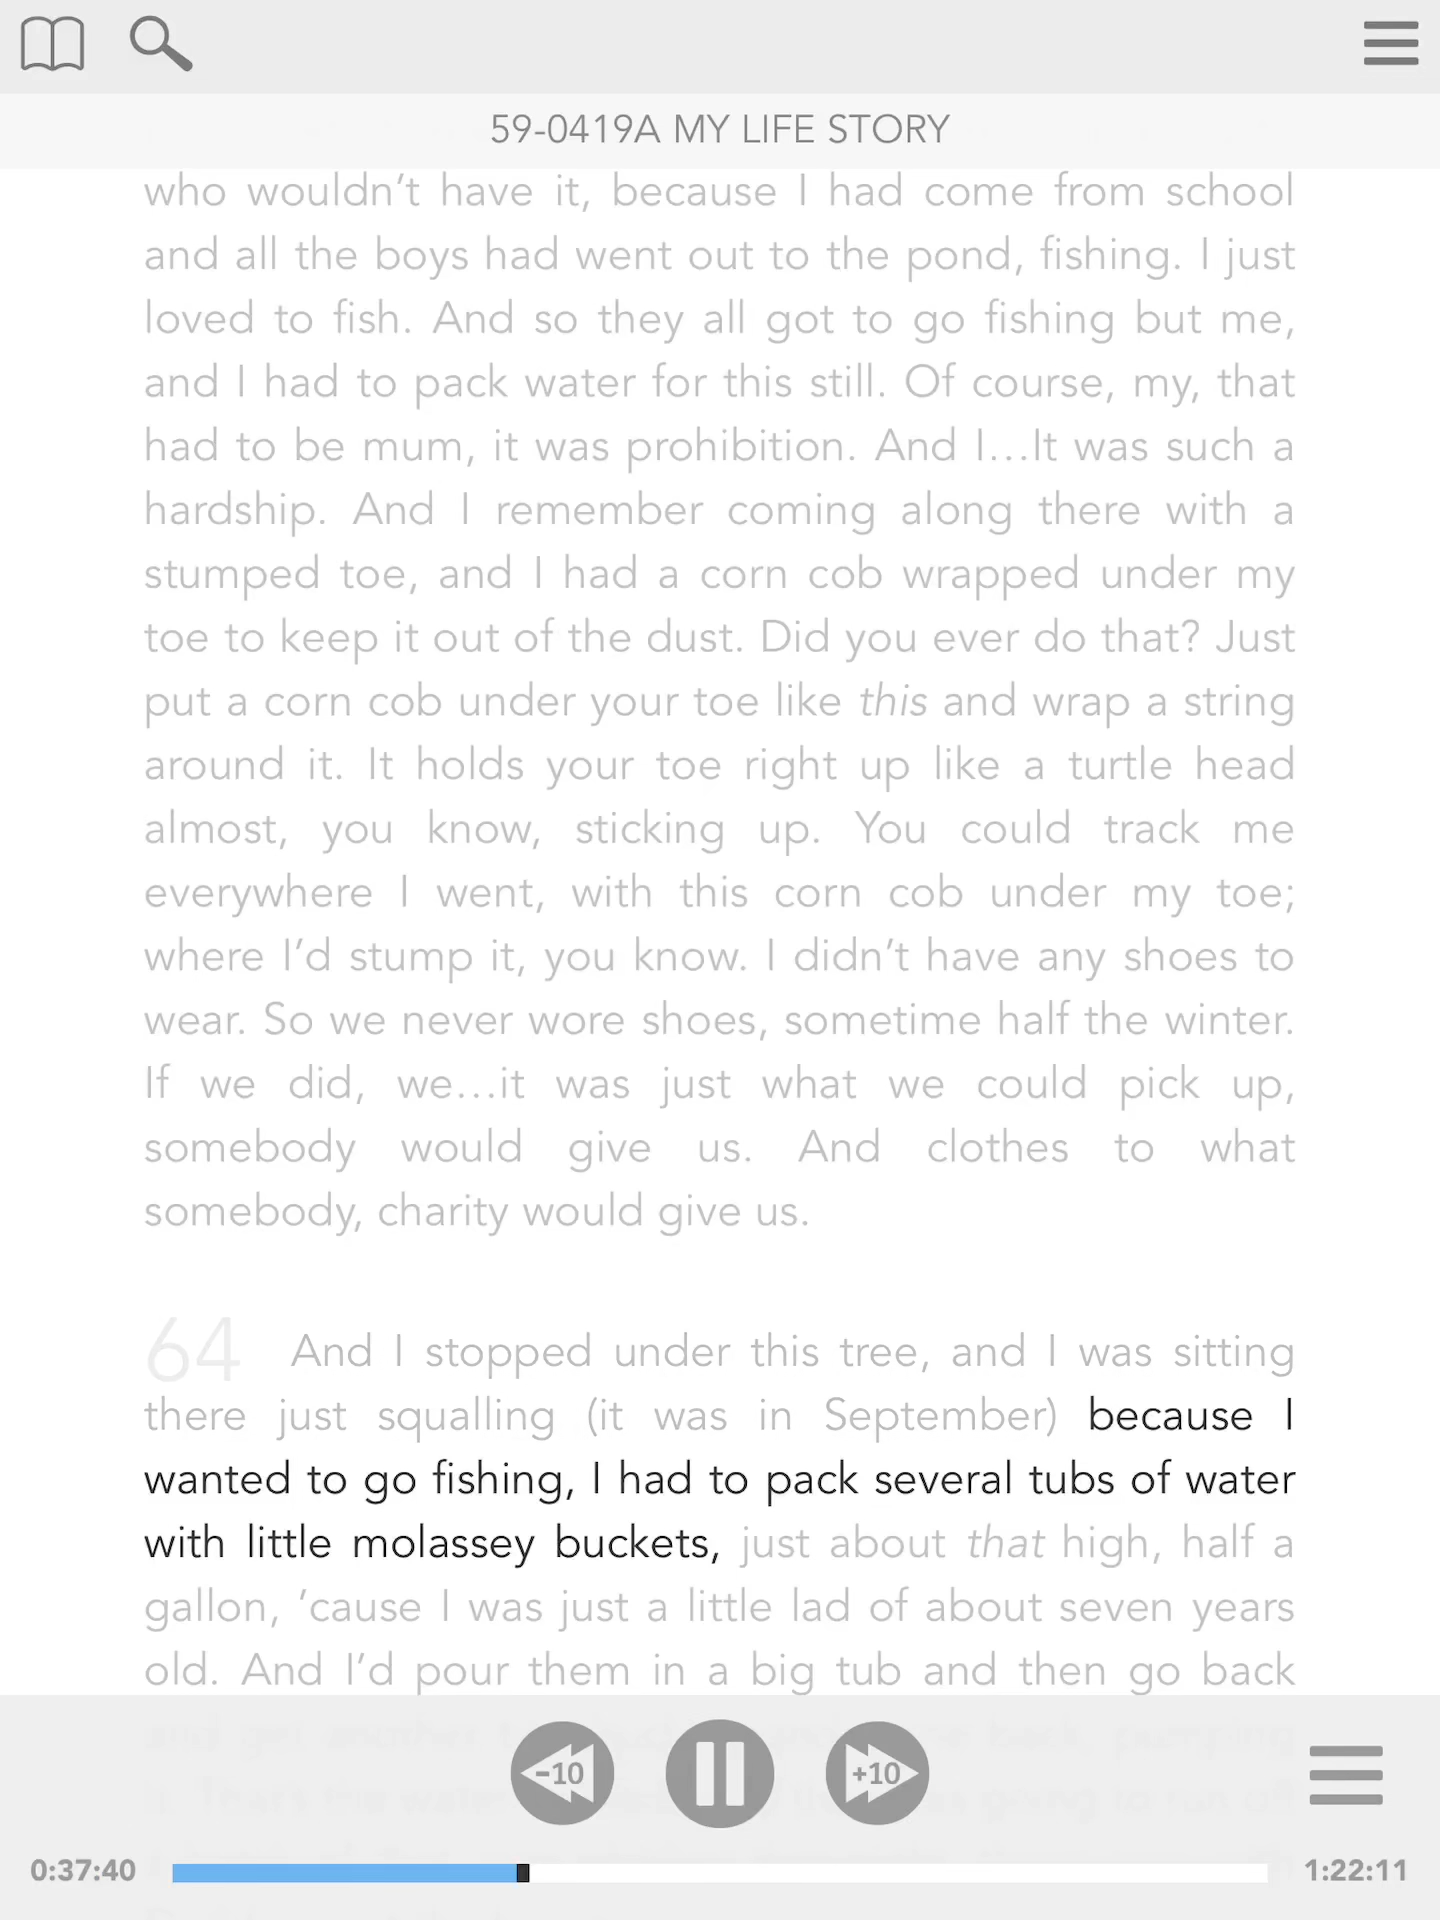 59-0419A MY LIFE STORY
who wouldn’t have it, because I had come from school
and all the boys had went out to the pond, fishing. I just
loved to fish. And so they all got to go fishing but me,
and I had to pack water for this still. Of course, my, that
had to be mum, it was prohibition. And I…It was such a
hardship. And I remember coming along there with a
stumped toe, and I had a corn cob wrapped under my
toe to keep it out of the dust. Did you ever do that? Just
put a corn cob under your toe like this and wrap a string
around it. It holds your toe right up like a turtle head
almost, you know, sticking up. You could track me
everywhere I went, with this corn cob under my toe;
where I’d stump it, you know. I didn’t have any shoes to
wear. So we never wore shoes, sometime half the winter.
If we did, we…it was just what we could pick up,
somebody would give us. And clothes to what
somebody, charity would give us.
64 And I stopped under this tree, and I was sitting
there just squalling (it was in September) because I
wanted to go fishing, I had to pack several tubs of water
with little molassey buckets, just about that high, half a
gallon, ’cause I was just a little lad of about seven years
old. And I’d pour them in a big tub and then go back
and get another back, pumping
That’s the water going to run off
-10 +10
0:37:40 1:22:11